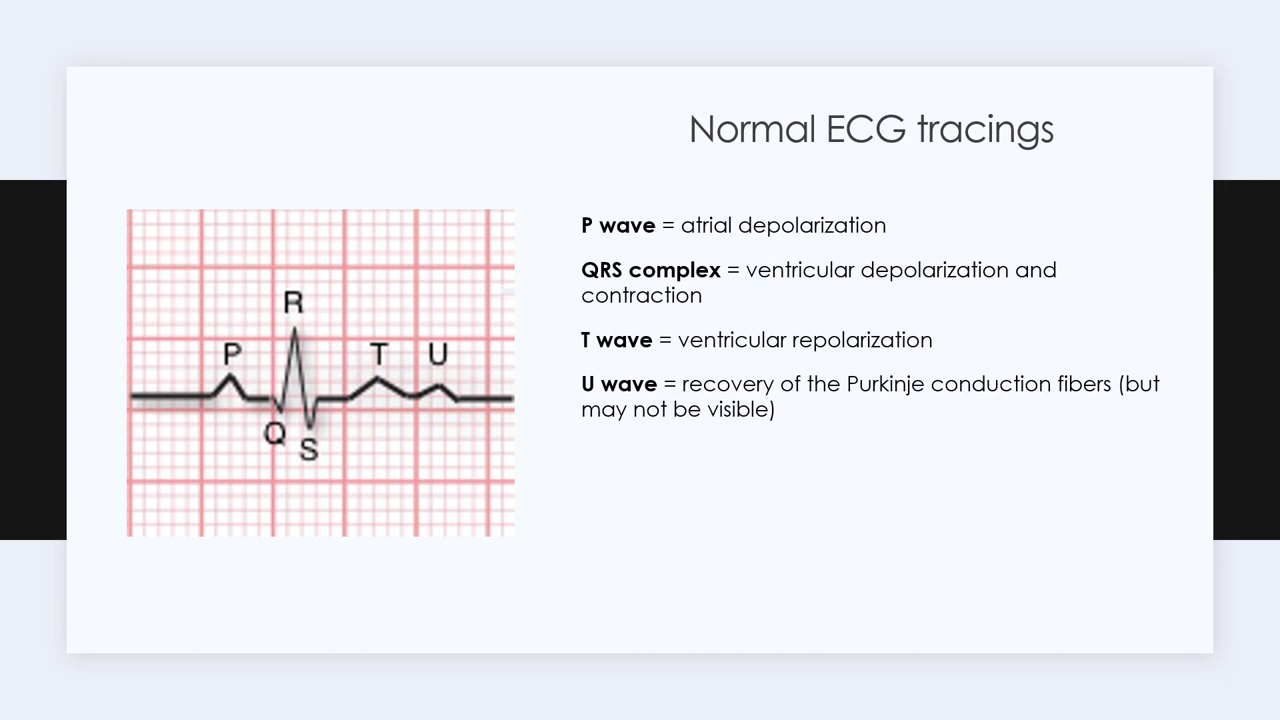 Normal ECG tracings
R
P
T
U
Q
S
P wave = atrial depolarization
QRS complex = ventricular depolarization and
contraction
T wave = ventricular repolarization
U wave = recovery of the Purkinje conduction fibers (but
may not be visible)